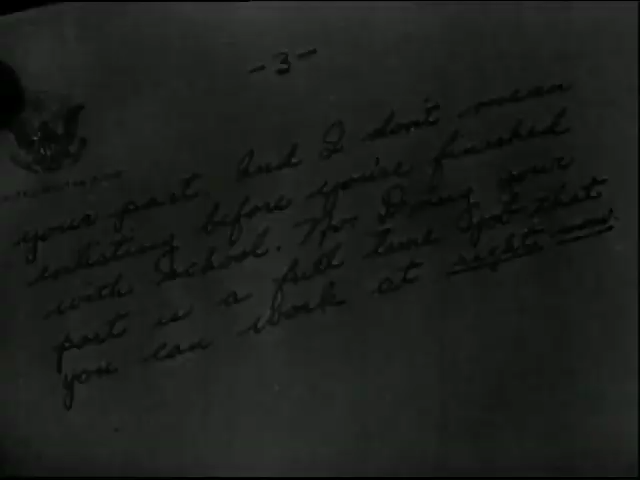 -3-
your part. And I don't mean
enlisting before you're finished
with school. No. Doing your
part is a full time job that
you can work at right now.